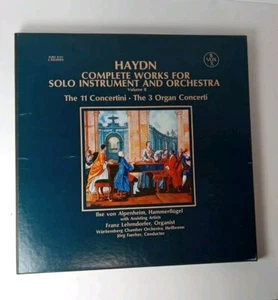 HAYDN
COMPLETE WORKS FOR
SOLO INSTRUMENT AND ORCHESTRA
Volume II
The 11 Concertini · The 3 Organ Concerti
VOX
Ilse von Alpenheim, Hammerflügel
with Assisting Artists
Franz Lehrndorfer, Organist
Württemberg Chamber Orchestra, Heilbronn
Jörg Faerber, Conductor